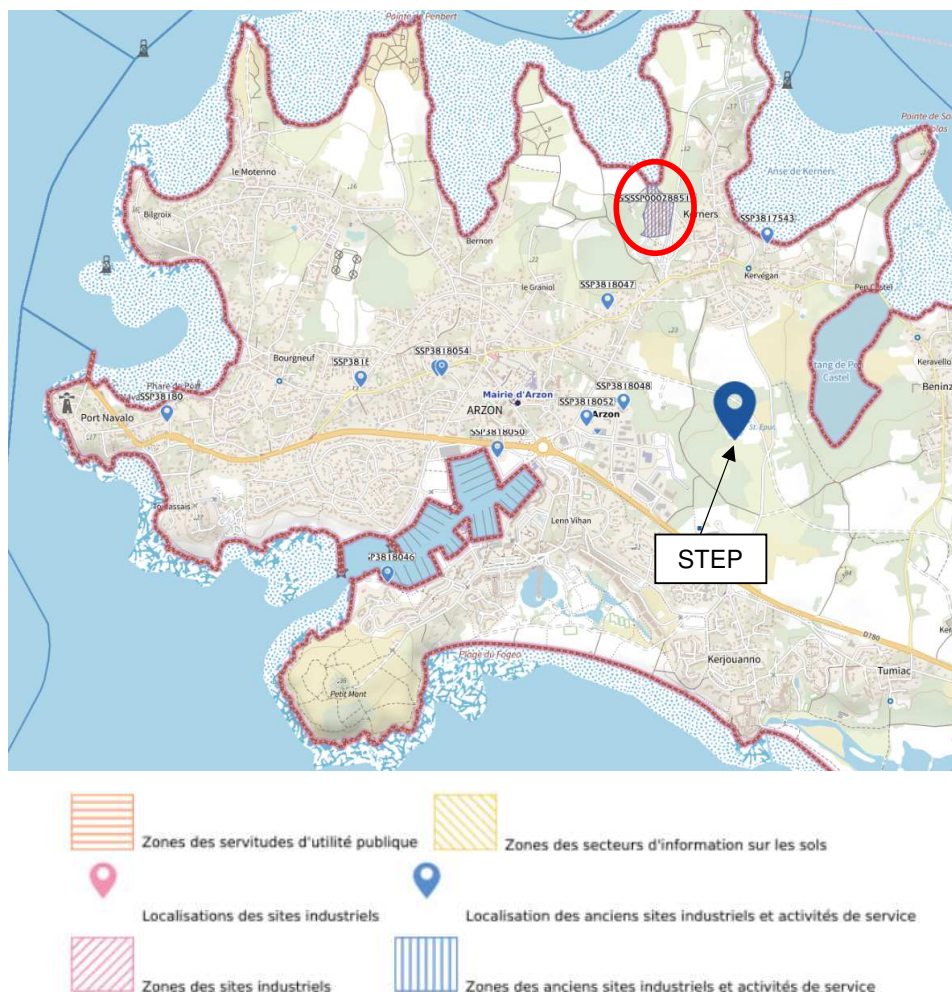 Pointe de Penbert
le Motenno
Bilgroix
Bernon
le Graniol
Kerners
Anse de Kerners
SSP3817543
Kervégan
Pen Castel
SSP3818047
SSP3818054
SSP3818
Bourgneuf
SSP38180
Port Navalo
Mairie d'Arzon
ARZON
SSP3818048
SSP3818052
Arzon
SSP3818050
Lenn Vihan
P3818046
STEP
Petit Mont
Plage du Fogeo
Kerjouanno
Tumiac
D780
Zones des servitudes d'utilité publique
Zones des secteurs d'information sur les sols
Localisations des sites industriels
Localisation des anciens sites industriels et activités de service
Zones des sites industriels
Zones des anciens sites industriels et activités de service